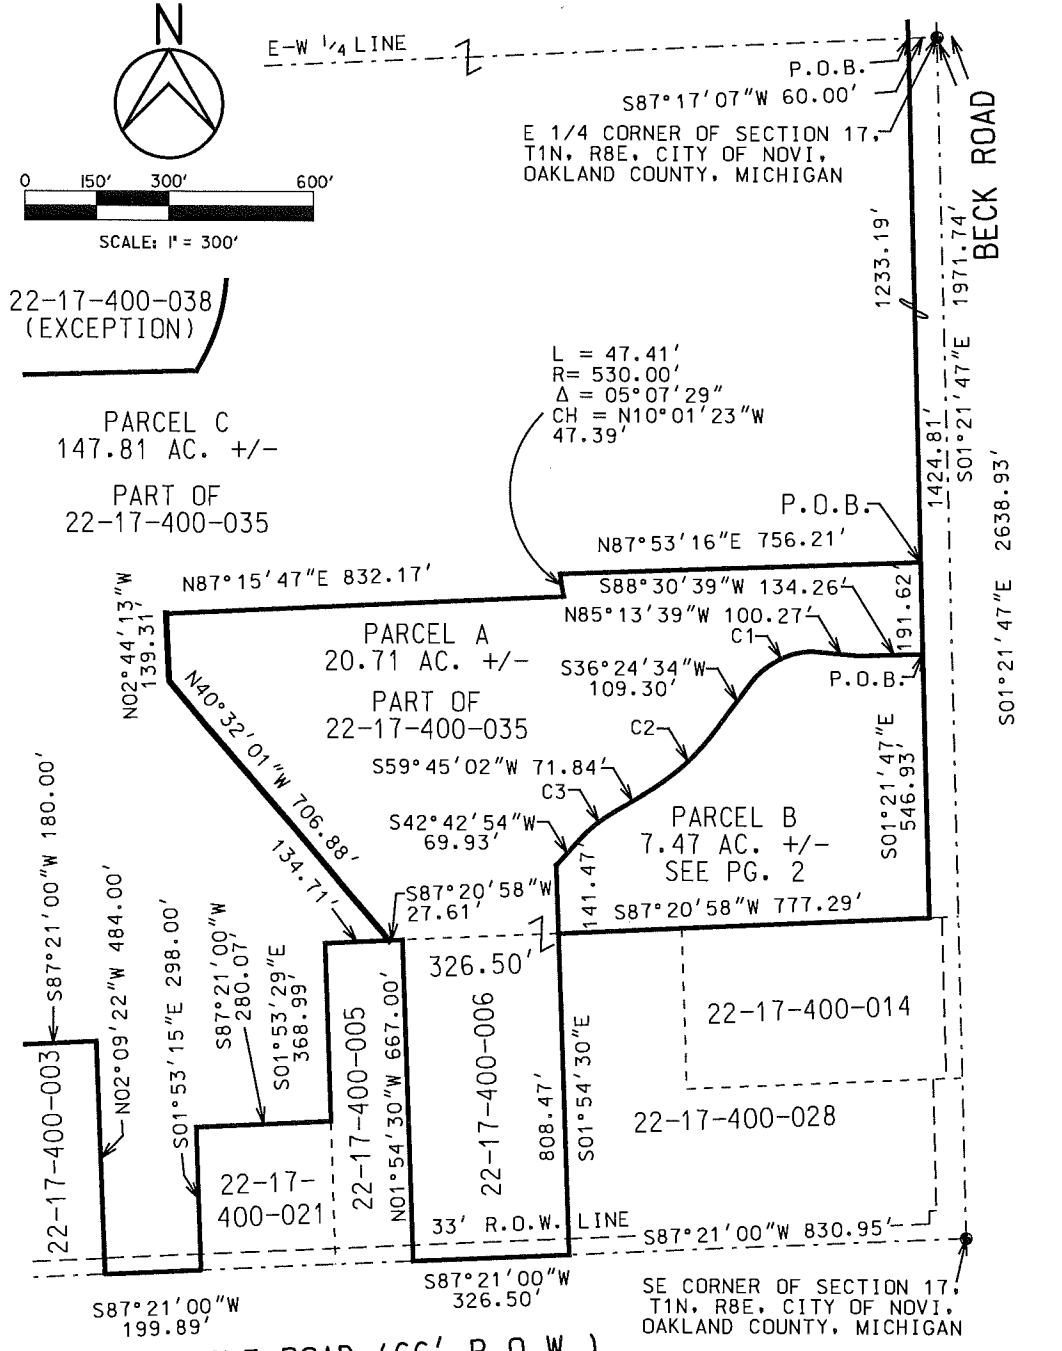 N
E-W 1/4 LINE
P.O.B.
S87°17'07"W 60.00'
E 1/4 CORNER OF SECTION 17,
T1N, R8E, CITY OF NOVI,
OAKLAND COUNTY, MICHIGAN
BECK ROAD
0 150' 300' 600'
SCALE: 1" = 300'
22-17-400-038
(EXCEPTION)
1233.19'
S01°21'47"E 1971.74'
1424.81'
S01°21'47"E 2638.93'
L = 47.41'
R= 530.00'
Δ = 05°07'29"
CH = N10°01'23"W
47.39'
PARCEL C
147.81 AC. +/-
PART OF
22-17-400-035
P.O.B.
N87°53'16"E 756.21'
N87°15'47"E 832.17'
S88°30'39"W 134.26'
N85°13'39"W 100.27'
191.62'
C1
P.O.B.
N02°44'13"W
139.31'
PARCEL A
20.71 AC. +/-
PART OF
22-17-400-035
S36°24'34"W
109.30'
C2
N40°32'01"W 706.88'
S59°45'02"W 71.84'
C3
S42°42'54"W
69.93'
PARCEL B
7.47 AC. +/-
SEE PG. 2
S01°21'47"E
546.93'
141.47
S87°20'58"W 777.29'
134.71'
S87°20'58"W
27.61'
326.50'
S87°21'00"W 180.00'
N02°09'22"W 484.00'
S01°53'15"E 298.00'
S87°21'00"W
280.07'
S01°53'29"E
368.99'
22-17-400-003
22-17-
400-021
22-17-400-005
N01°54'30"W 667.00'
22-17-400-006
808.47'
S01°54'30"E
22-17-400-014
22-17-400-028
33' R.O.W. LINE
S87°21'00"W 830.95'
S87°21'00"W
199.89'
S87°21'00"W
326.50'
SE CORNER OF SECTION 17,
T1N, R8E, CITY OF NOVI,
OAKLAND COUNTY, MICHIGAN
ROAD (66' R.O.W.)